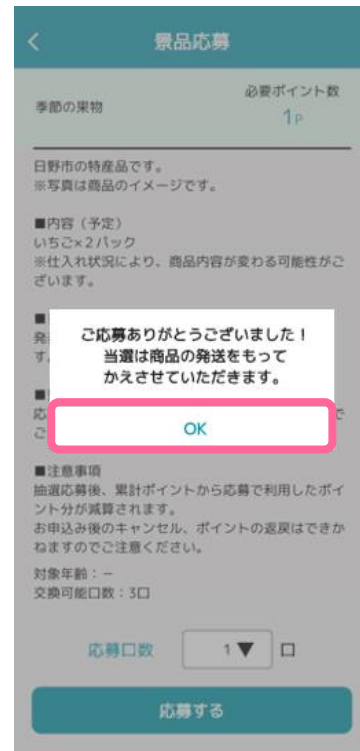 景品応募
季節の果物
必要ポイント数
1P
日野市の特産品です。
※写真は商品のイメージです。
■内容（予定）
いちご×2パック
※仕入れ状況により、商品内容が変わる可能性がご
ざいます。
■
発
す。
ご応募ありがとうございました！
当選は商品の発送をもって
かえさせていただきます。
■
応
で
ご
OK
■注意事項
抽選応募後、累計ポイントから応募で利用したポイ
ント分が減算されます。
お申込み後のキャンセル、ポイントの返戻はできか
ねますのでご注意ください。
対象年齢：－
交換可能口数：3口
応募口数 1▼ 口
応募する